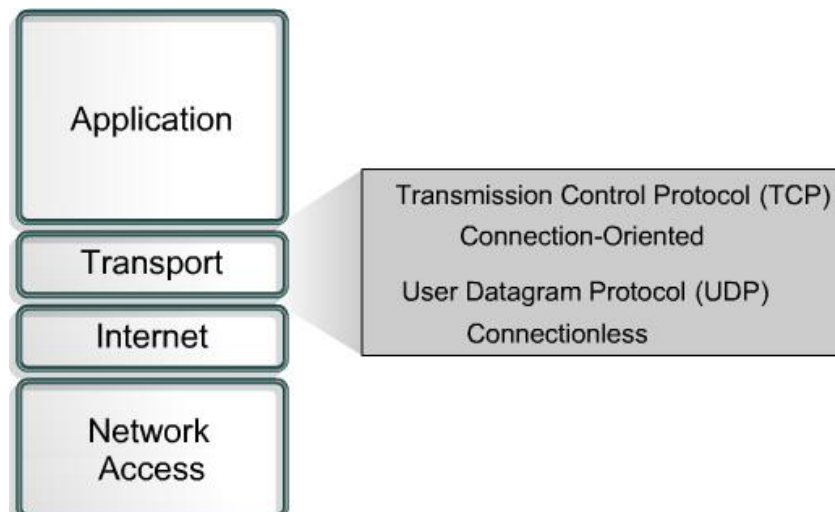 Application
Transport
Internet
Network
Access
Transmission Control Protocol (TCP)
Connection-Oriented
User Datagram Protocol (UDP)
Connectionless